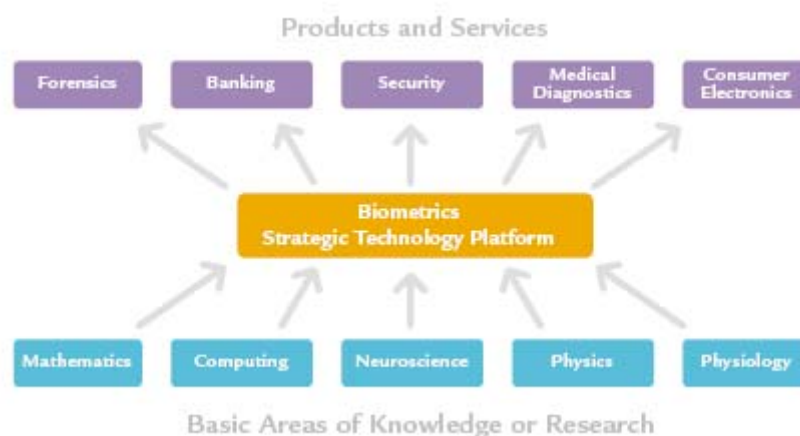 Products and Services
Forensics
Banking
Security
Medical
Diagnostics
Consumer
Electronics
Biometrics
Strategic Technology Platform
Mathematics
Computing
Neuroscience
Physics
Physiology
Basic Areas of Knowledge or Research